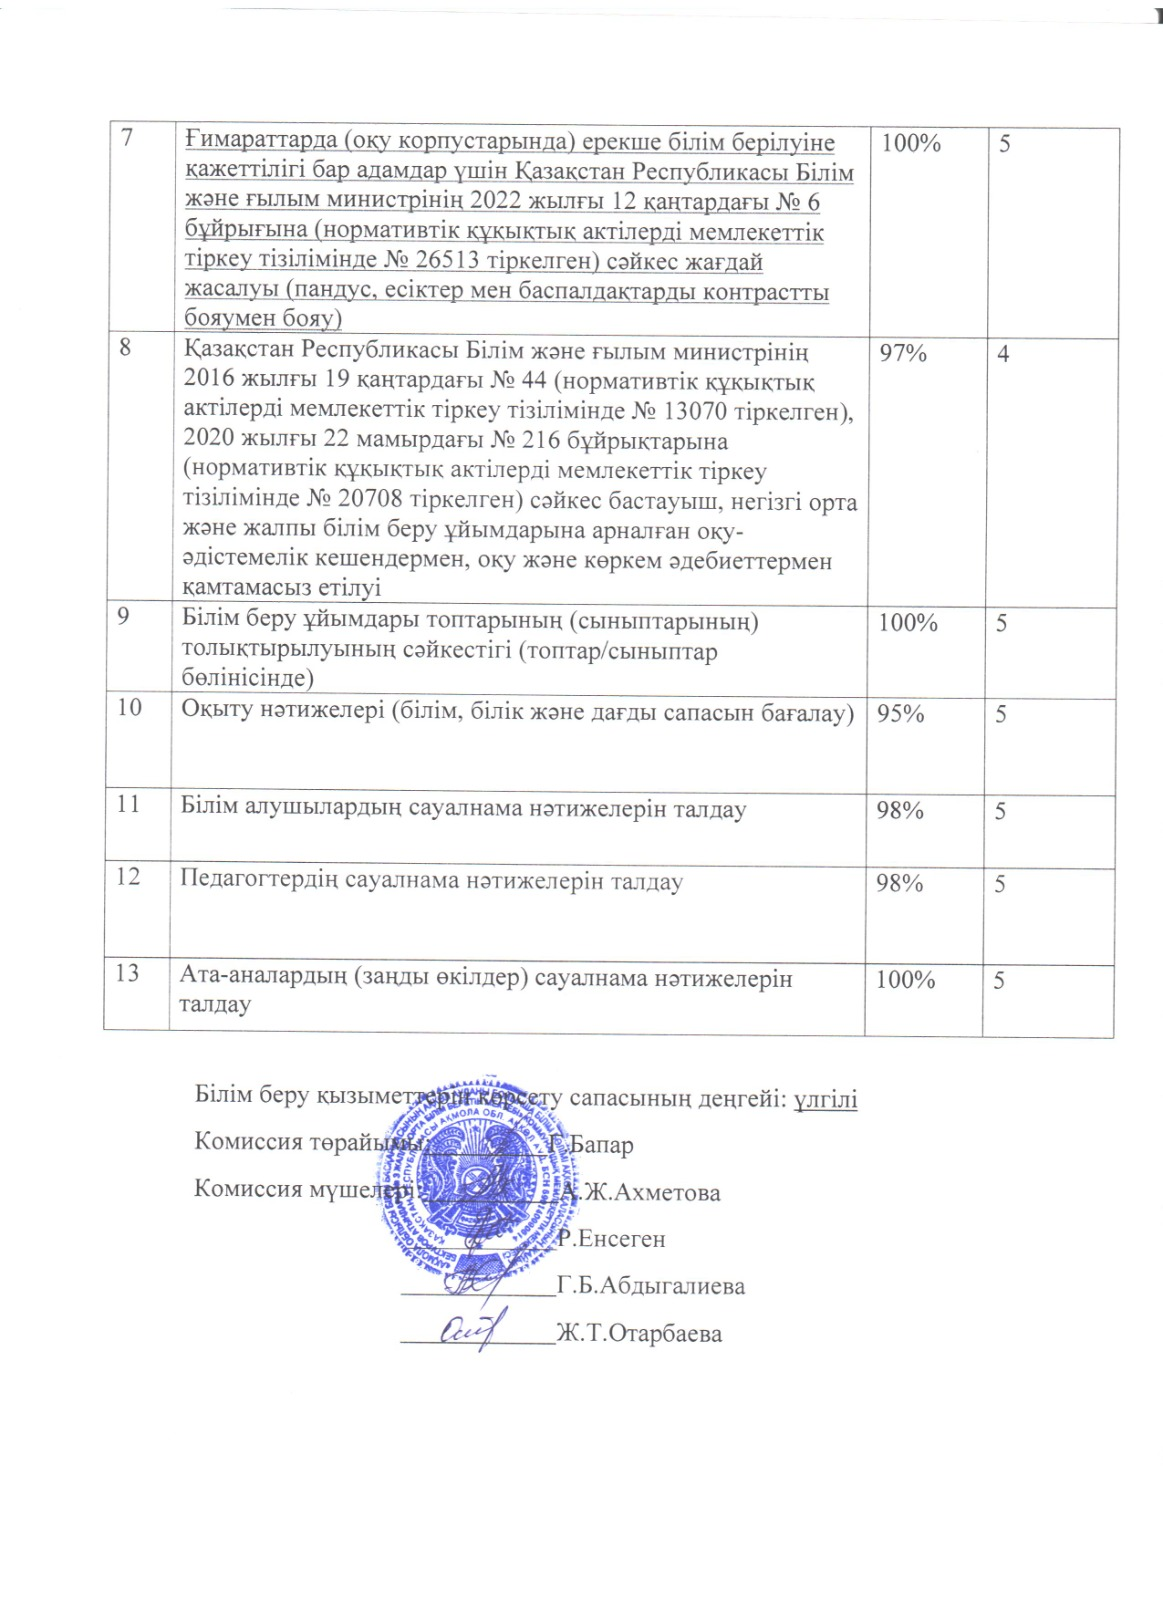 7 Ғимараттарда (оқу корпустарында) ерекше білім берілуіне 100% 5
қажеттілігі бар адамдар үшін Қазақстан Республикасы Білім
және ғылым министрінің 2022 жылғы 12 қаңтардағы № 6
бұйрығына (нормативтік құқықтық актілерді мемлекеттік
тіркеу тізілімінде № 26513 тіркелген) сәйкес жағдай
жасалуы (пандус, есіктер мен баспалдақтарды контрастты
бояумен бояу)
8 Қазақстан Республикасы Білім және ғылым министрінің 97% 4
2016 жылғы 19 қаңтардағы № 44 (нормативтік құқықтық
актілерді мемлекеттік тіркеу тізілімінде № 13070 тіркелген),
2020 жылғы 22 мамырдағы № 216 бұйрықтарына
(нормативтік құқықтық актілерді мемлекеттік тіркеу
тізілімінде № 20708 тіркелген) сәйкес бастауыш, негізгі орта
және жалпы білім беру ұйымдарына арналған оқу-
әдістемелік кешендермен, оқу және көркем әдебиеттермен
қамтамасыз етілуі
9 Білім беру ұйымдары топтарының (сыныптарының) 100% 5
толықтырылуының сәйкестігі (топтар/сыныптар
бөлінісінде)
10 Оқыту нәтижелері (білім, білік және дағды сапасын бағалау) 95% 5
11 Білім алушылардың сауалнама нәтижелерін талдау 98% 5
12 Педагогтердің сауалнама нәтижелерін талдау 98% 5
13 Ата-аналардың (заңды өкілдер) сауалнама нәтижелерін 100% 5
талдау
Білім беру қызыметтерін көрсету сапасының деңгейі: үлгілі
Комиссия төрайымы Г.Бапар
Комиссия мүшелері А.Ж.Ахметова
Р.Енсеген
Г.Б.Абдыгалиева
Ж.Т.Отарбаева